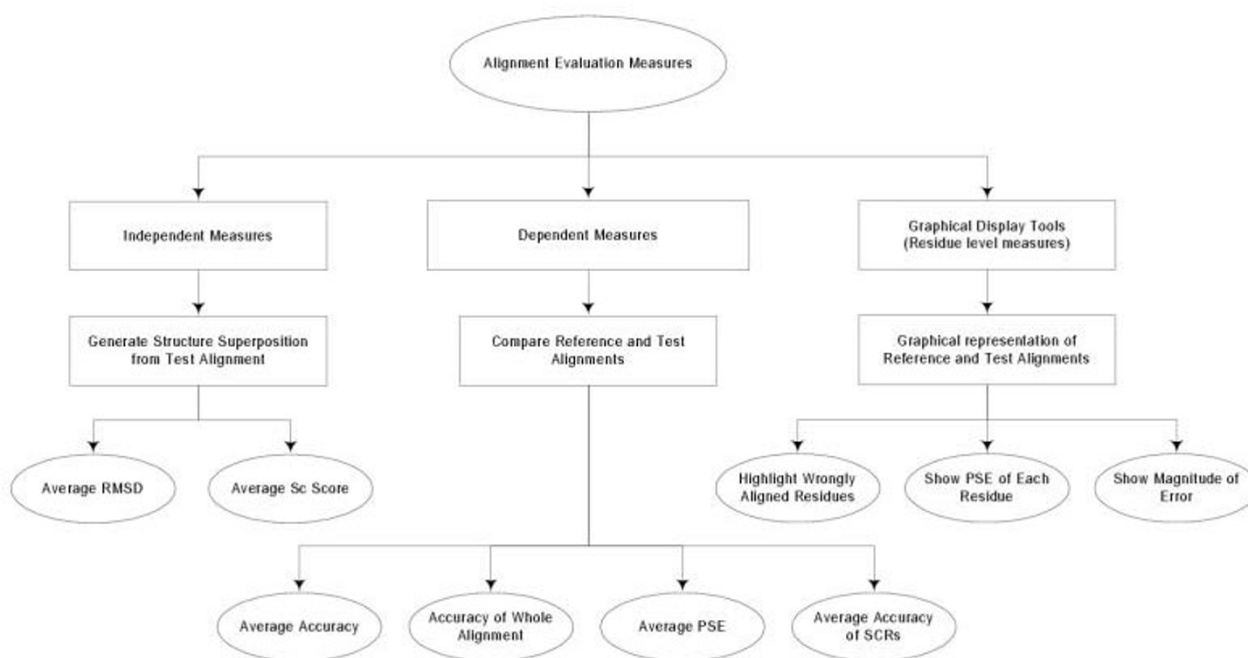 Alignment Evaluation Measures
Independent Measures
Dependent Measures
Graphical Display Tools
(Residue level measures)
Generate Structure Superposition
from Test Alignment
Compare Reference and Test
Alignments
Graphical representation of
Reference and Test Alignments
Average RMSD
Average Sc Score
Highlight Wrongly
Aligned Residues
Show PSE of Each
Residue
Show Magnitude of
Error
Average Accuracy
Accuracy of Whole
Alignment
Average PSE
Average Accuracy
of SCRs